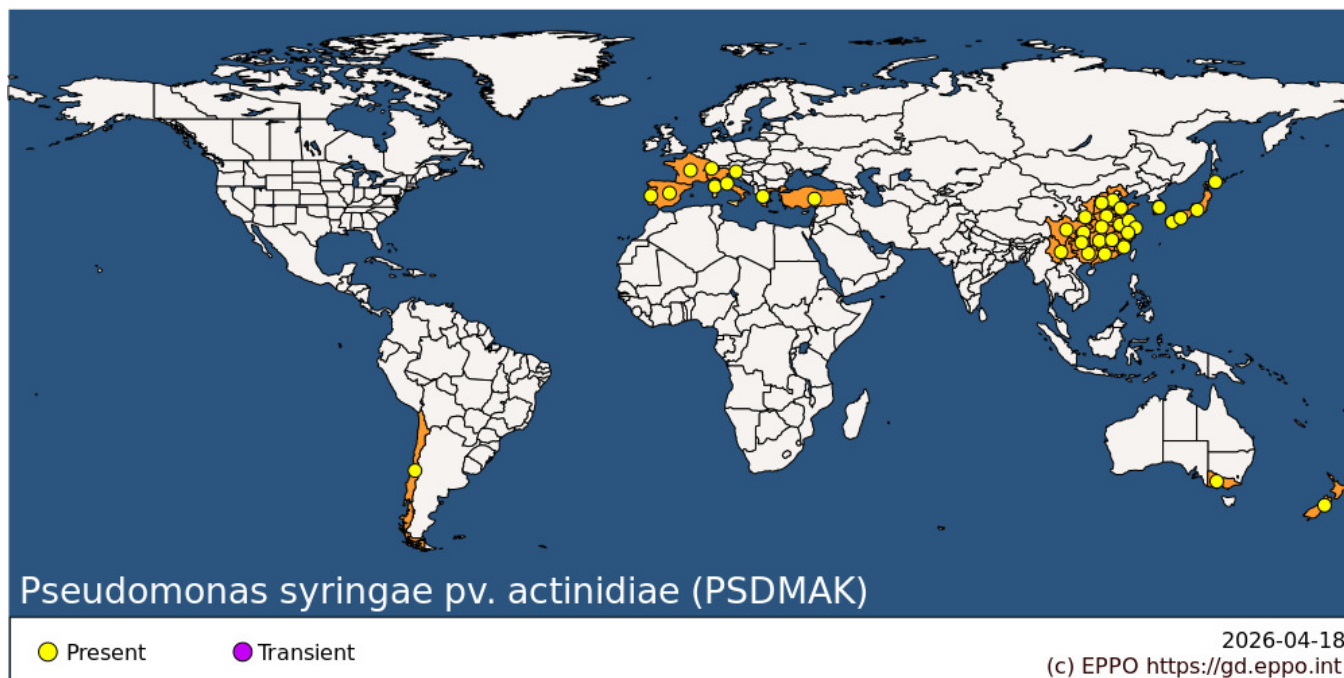 Pseudomonas syringae pv. actinidiae (PSDMAK)
Present
Transient
2026-04-18
(c) EPPO https://gd.eppo.int